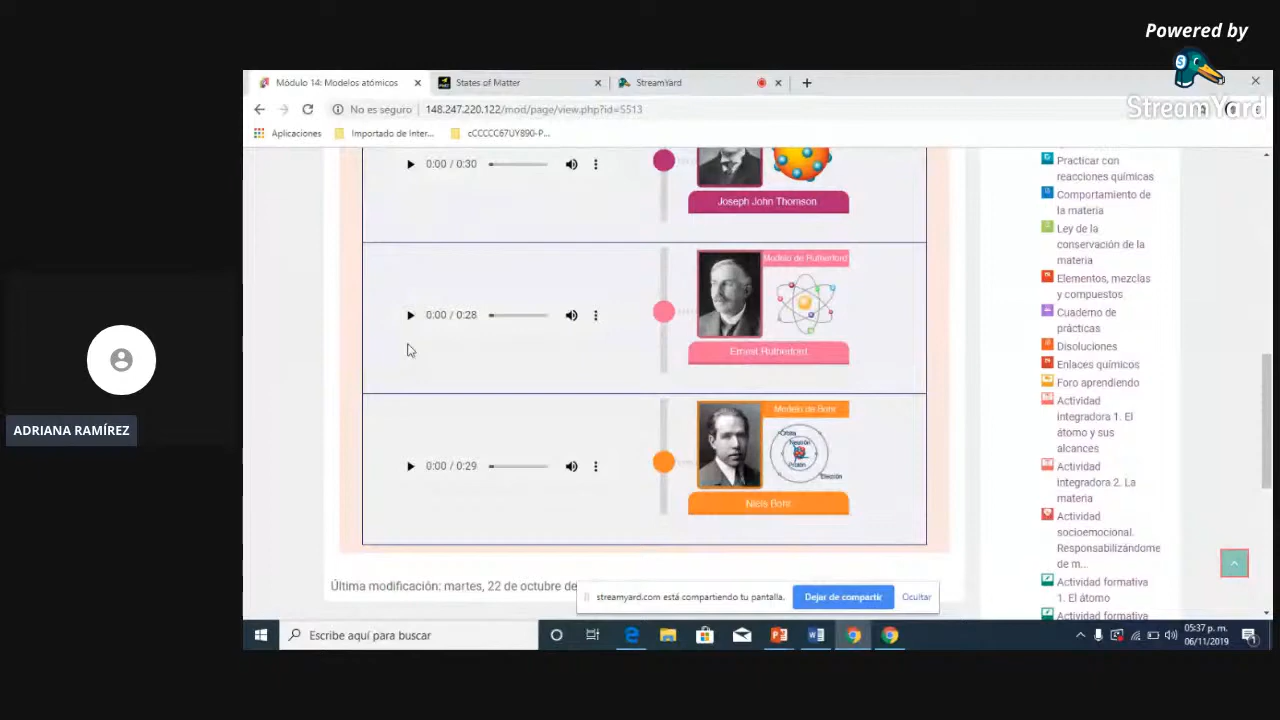 Powered by
StreamYard
Módulo 14: Modelos atómicos
States of Matter
StreamYard
No es seguro
148.247.220.122/mod/page/view.php?id=5513
Aplicaciones
Importado de Inter...
cCCCCC67UY890-P...
0:00 / 0:30
Joseph John Thomson
Modelo de Rutherford
0:00 / 0:28
Ernest Rutherford
Modelo de Bohr
Órbita
Neutrón
Protón
Electrón
0:00 / 0:29
Niels Bohr
Última modificación: martes, 22 de octubre de
streamyard.com está compartiendo tu pantalla.
Dejar de compartir
Ocultar
Practicar con
reacciones químicas
Comportamiento de
la materia
Ley de la
conservación de la
materia
Elementos, mezclas
y compuestos
Cuaderno de
prácticas
Disoluciones
Enlaces químicos
Foro aprendiendo
Actividad
integradora 1. El
átomo y sus
alcances
Actividad
integradora 2. La
materia
Actividad
socioemocional.
Responsabilizándome
de m...
Actividad formativa
1. El átomo
Actividad formativa
ADRIANA RAMÍREZ
Escribe aquí para buscar
05:37 p. m.
06/11/2019